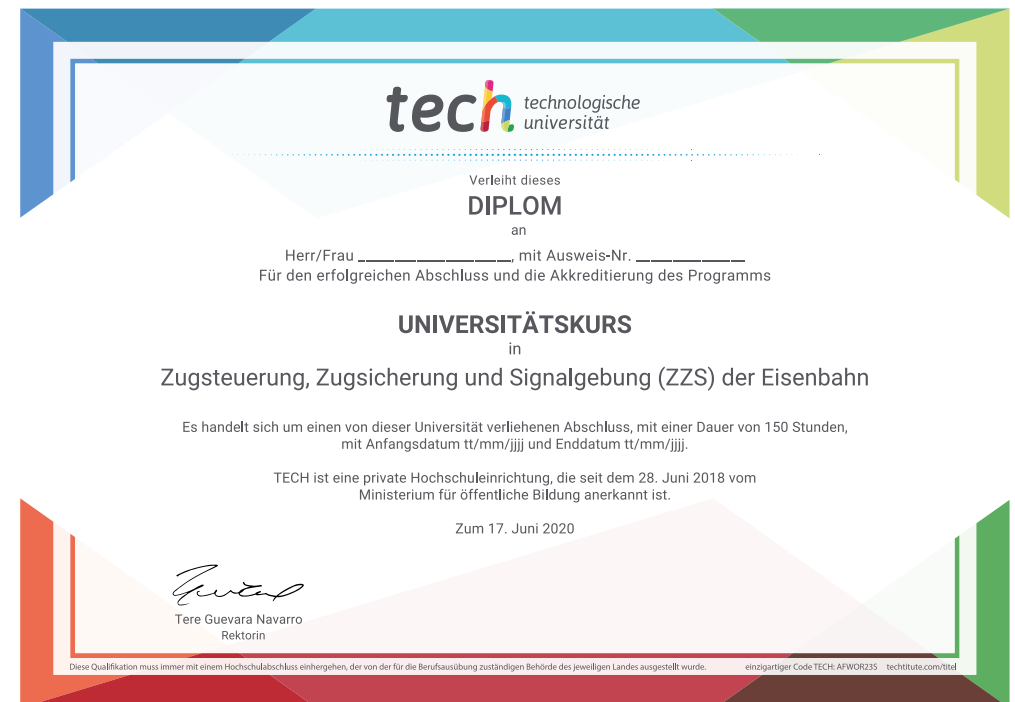 tech technologische
universität
Verleiht dieses
DIPLOM
an
Herr/Frau ____________________, mit Ausweis-Nr. ______________
Für den erfolgreichen Abschluss und die Akkreditierung des Programms
UNIVERSITÄTSKURS
in
Zugsteuerung, Zugsicherung und Signalgebung (ZZS) der Eisenbahn
Es handelt sich um einen von dieser Universität verliehenen Abschluss, mit einer Dauer von 150 Stunden,
mit Anfangsdatum tt/mm/jjjj und Enddatum tt/mm/jjjj.
TECH ist eine private Hochschuleinrichtung, die seit dem 28. Juni 2018 vom
Ministerium für öffentliche Bildung anerkannt ist.
Zum 17. Juni 2020
Tere Guevara Navarro
Rektorin
Diese Qualifikation muss immer mit einem Hochschulabschluss einhergehen, der von der für die Berufsausübung zuständigen Behörde des jeweiligen Landes ausgestellt wurde. einzigartiger Code TECH: AFWOR23S techtitute.com/titel